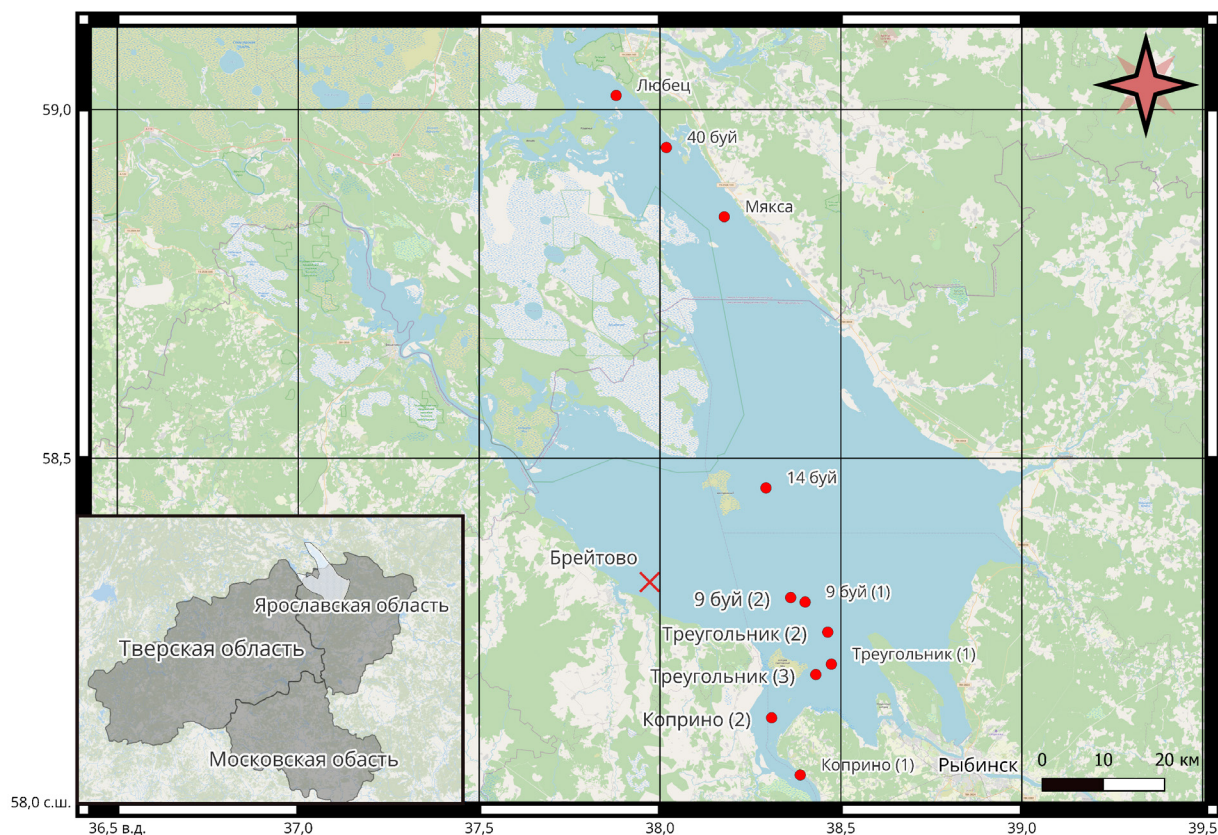 Любец
59,0
40 буй
Мякса
58,5
14 буй
Брейтово
9 буй (2)
9 буй (1)
Треугольник (2)
Треугольник (1)
Треугольник (3)
Коприно (2)
Коприно (1)
Рыбинск
0 10 20 км
Ярославская область
Тверская область
Московская обасть
58,0 с.ш.
36,5 в.д. 37,0 37,5 38,0 38,5 39,0 39,5